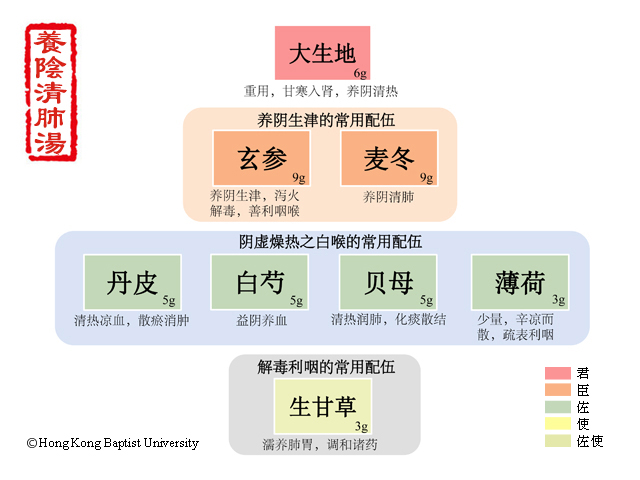 養陰清肺湯
大生地
6g
重用，甘寒入肾，养阴清热
养阴生津的常用配伍
玄参
9g
养阴生津，泻火
解毒，善利咽喉
麦冬
9g
养阴清肺
阴虚燥热之白喉的常用配伍
丹皮
5g
清热凉血，散瘀消肿
白芍
5g
益阴养血
贝母
5g
清热润肺，化痰散结
薄荷
3g
少量，辛凉而
散，疏表利咽
解毒利咽的常用配伍
生甘草
3g
濡养肺胃，调和诸药
君
臣
佐
使
佐使
©Hong Kong Baptist University